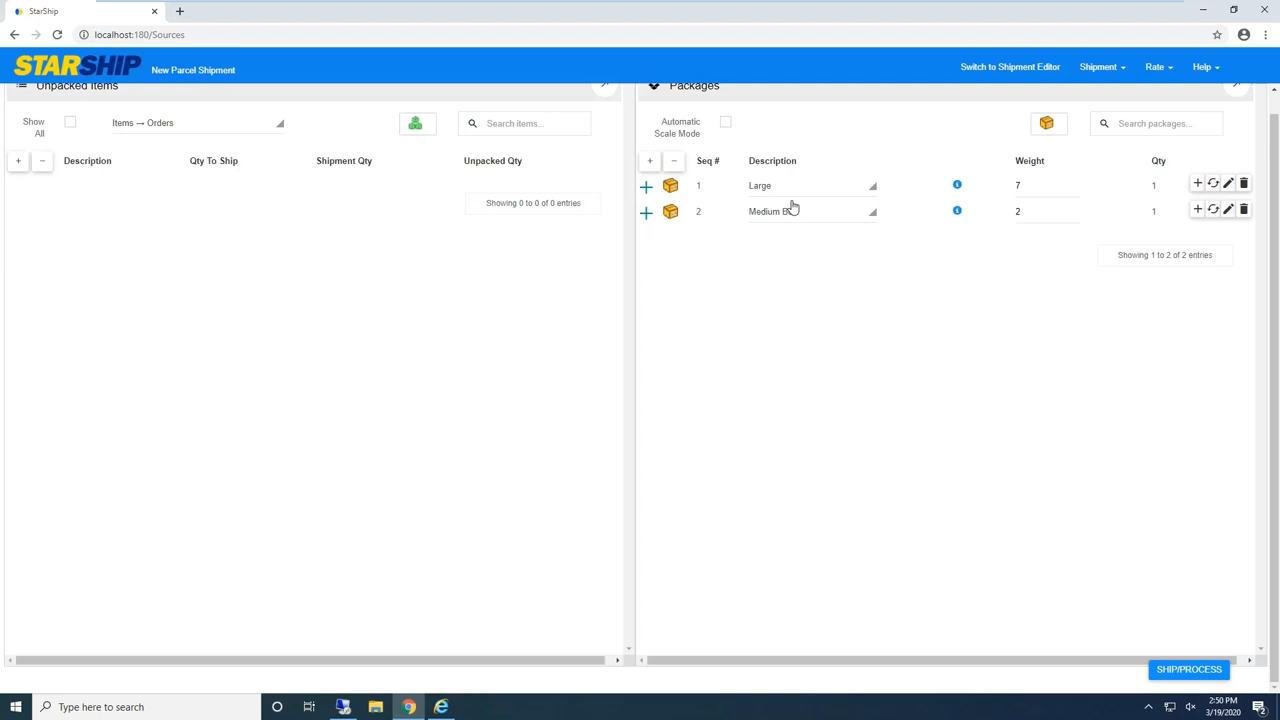 StarShip
localhost:180/Sources
STARSHIP
New Parcel Shipment
Switch to Shipment Editor
Shipment
Rate
Help
Unpacked Items
Packages
Show All
Items → Orders
Search items...
Automatic Scale Mode
Search packages...
+ − Description Qty To Ship Shipment Qty Unpacked Qty
Showing 0 to 0 of 0 entries
+ − Seq # Description Weight Qty
1 Large 7 1
2 Medium 2 1
Showing 1 to 2 of 2 entries
SHIP/PROCESS
Type here to search
2:50 PM
3/19/2020
2